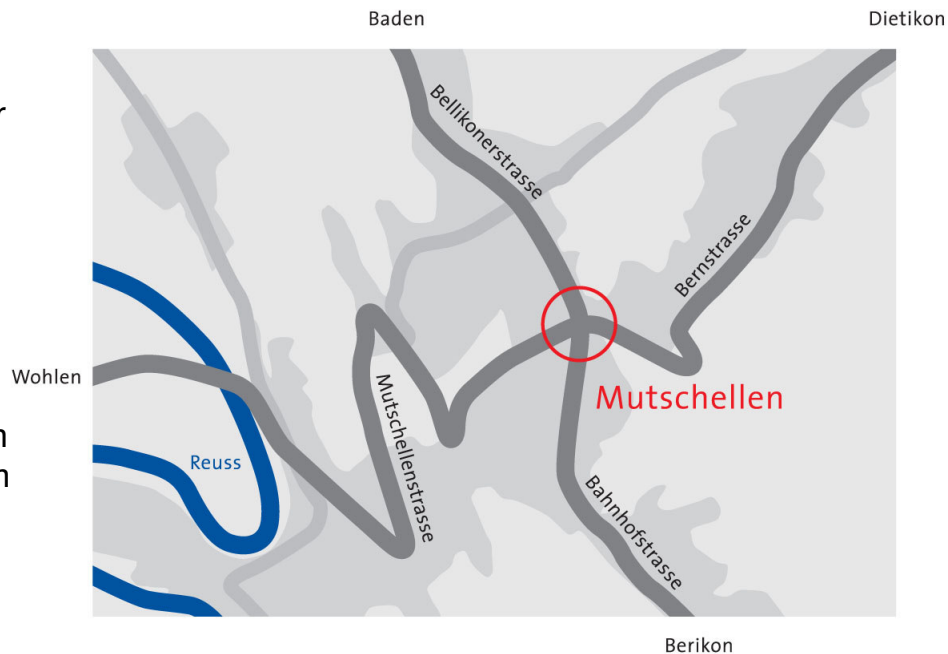 Baden
Dietikon
Bellikonerstrasse
Bernstrasse
Wohlen
Mutschellenstrasse
Mutschellen
Reuss
Bahnhofstrasse
Berikon